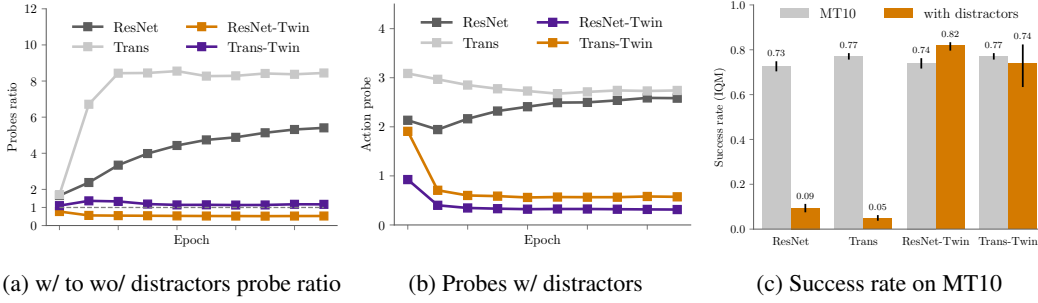 ResNet
Trans
ResNet-Twin
Trans-Twin
Probes ratio
12
10
8
6
4
2
1
0
Epoch
(a) w/ to wo/ distractors probe ratio
ResNet
Trans
Trans-Twin
ResNet-Twin
Action probe
4
3
2
1
0
Epoch
(b) Probes w/ distractors
MT10
with distractors
Success rate (IQM)
1.0
0.8
0.6
0.4
0.2
0.0
0.73
0.09
0.77
0.05
0.74
0.82
0.77
0.74
ResNet
Trans
ResNet-Twin
Trans-Twin
(c) Success rate on MT10